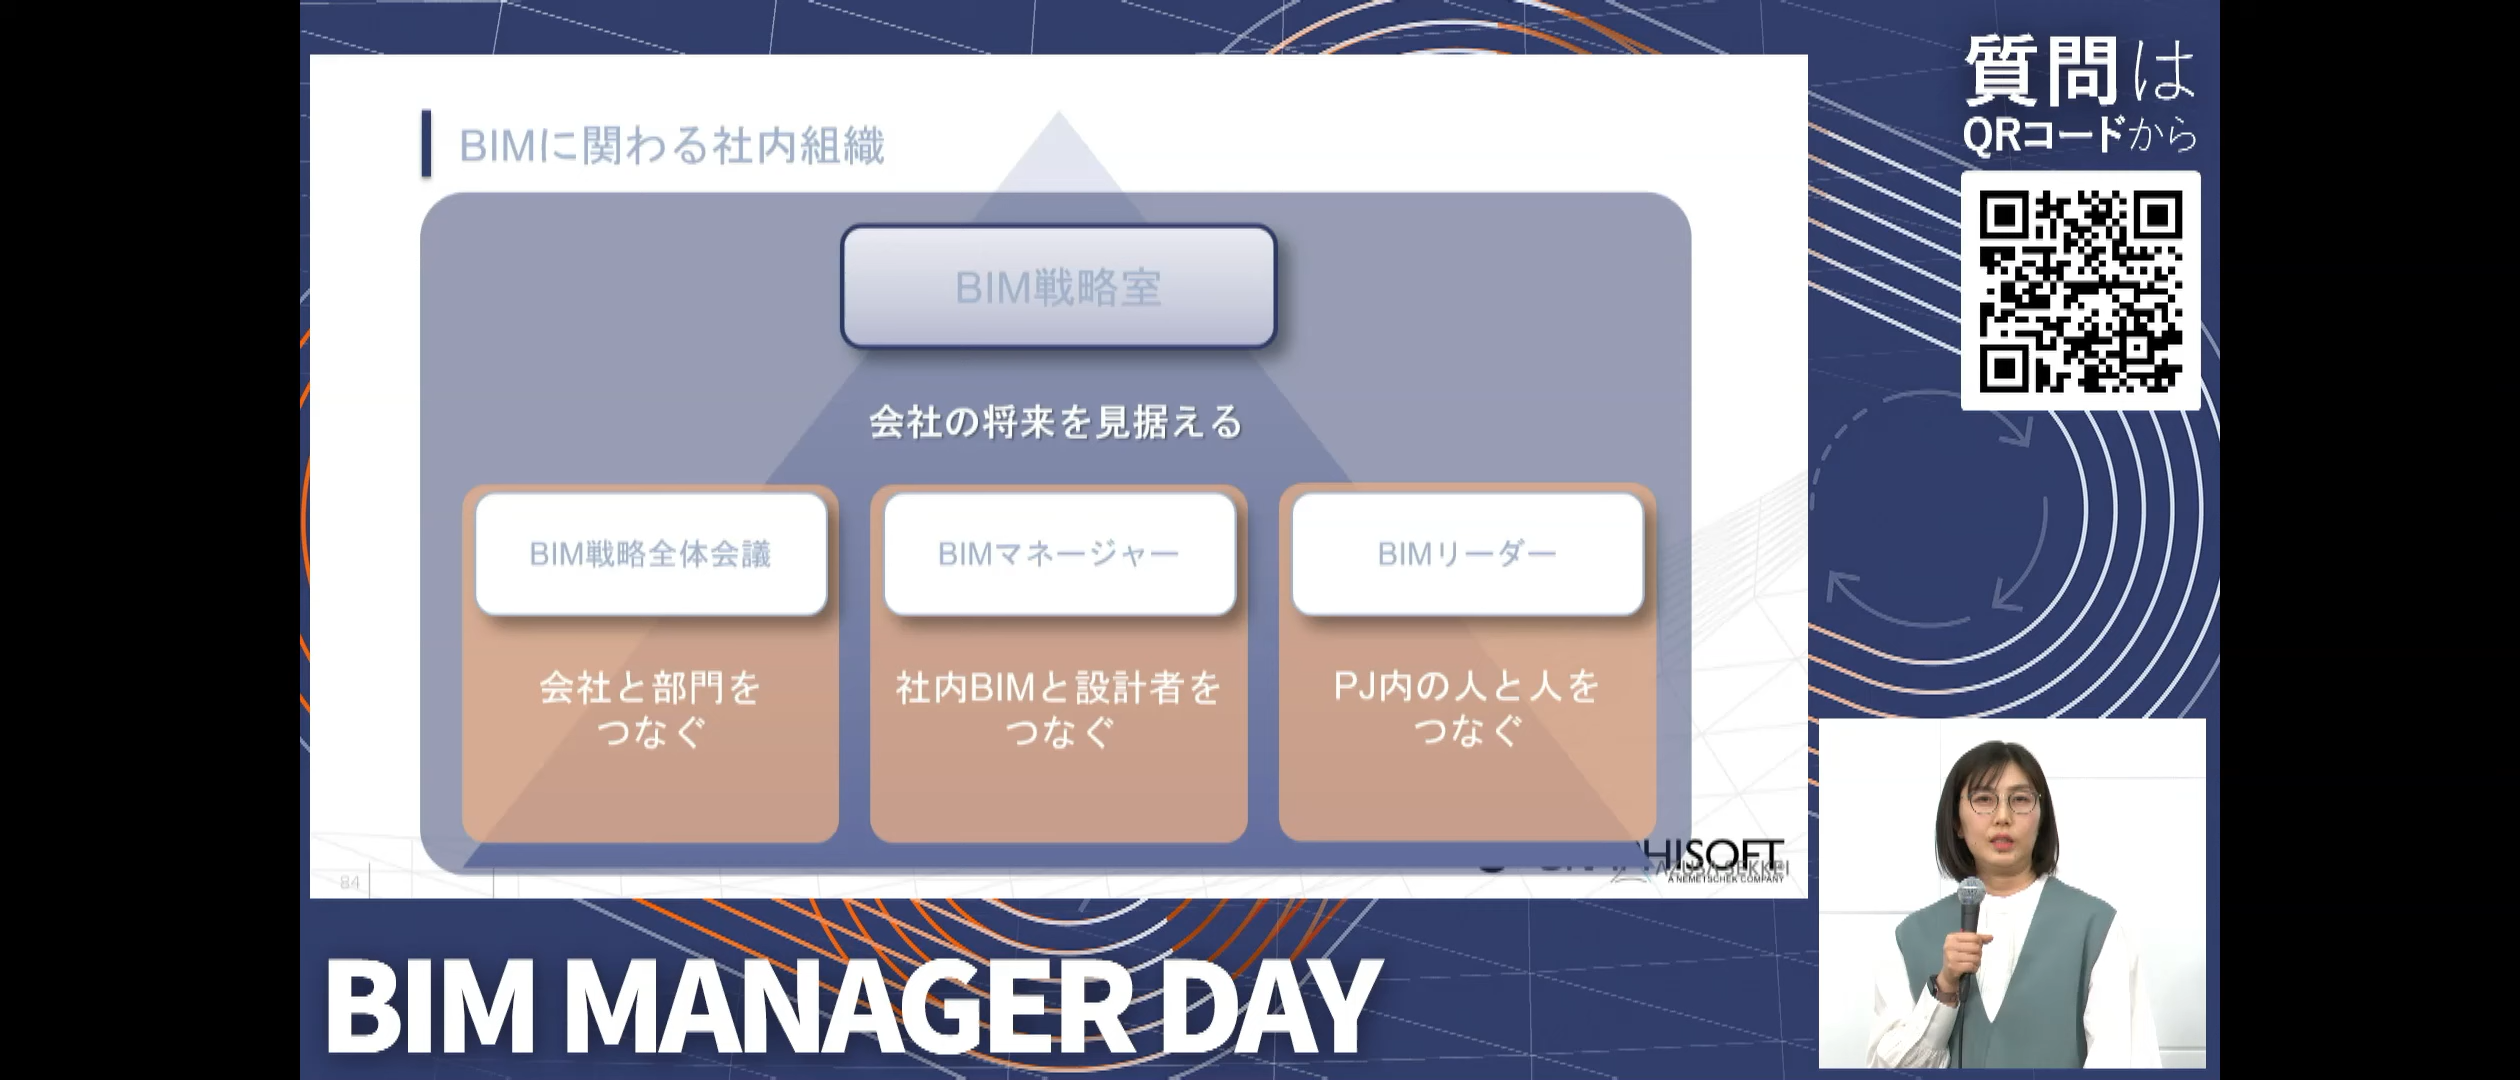 質問は
QRコードから
BIMに関わる社内組織
BIM戦略室
会社の将来を見据える
BIM戦略全体会議
BIMマネージャー
BIMリーダー
会社と部門を
つなぐ
社内BIMと設計者を
つなぐ
PJ内の人と人を
つなぐ
84
HISOFT
AZUSA SEKKEI
A NEMETSCHEK COMPANY
BIM MANAGER DAY